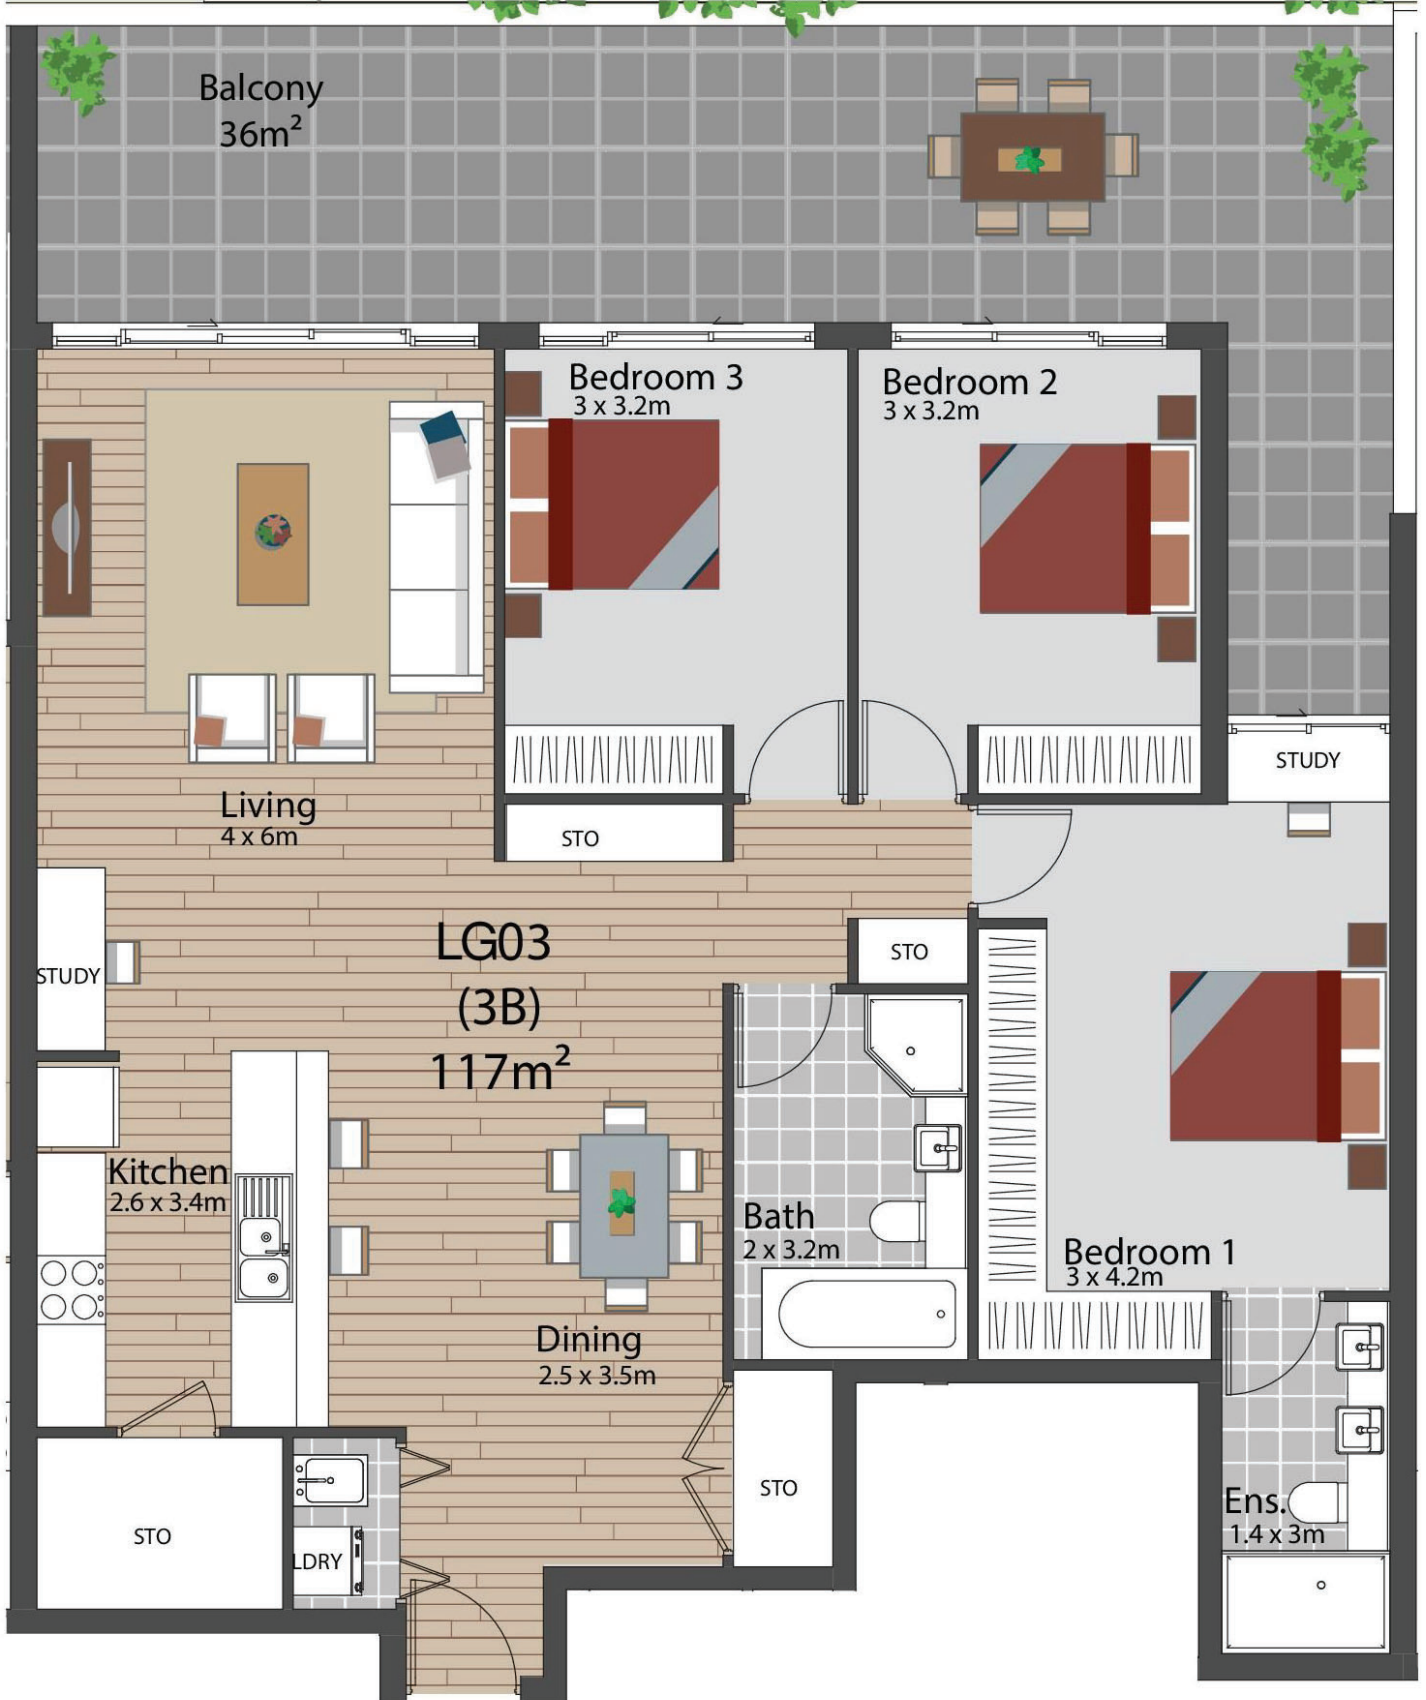 Balcony
36m²
Bedroom 3
3 x 3.2m
Bedroom 2
3 x 3.2m
STUDY
Living
4 x 6m
STO
LG03
(3B)
117m²
STO
STUDY
Kitchen
2.6 x 3.4m
Bath
2 x 3.2m
Bedroom 1
3 x 4.2m
Dining
2.5 x 3.5m
STO
Ens.
1.4 x 3m
STO
LDRY